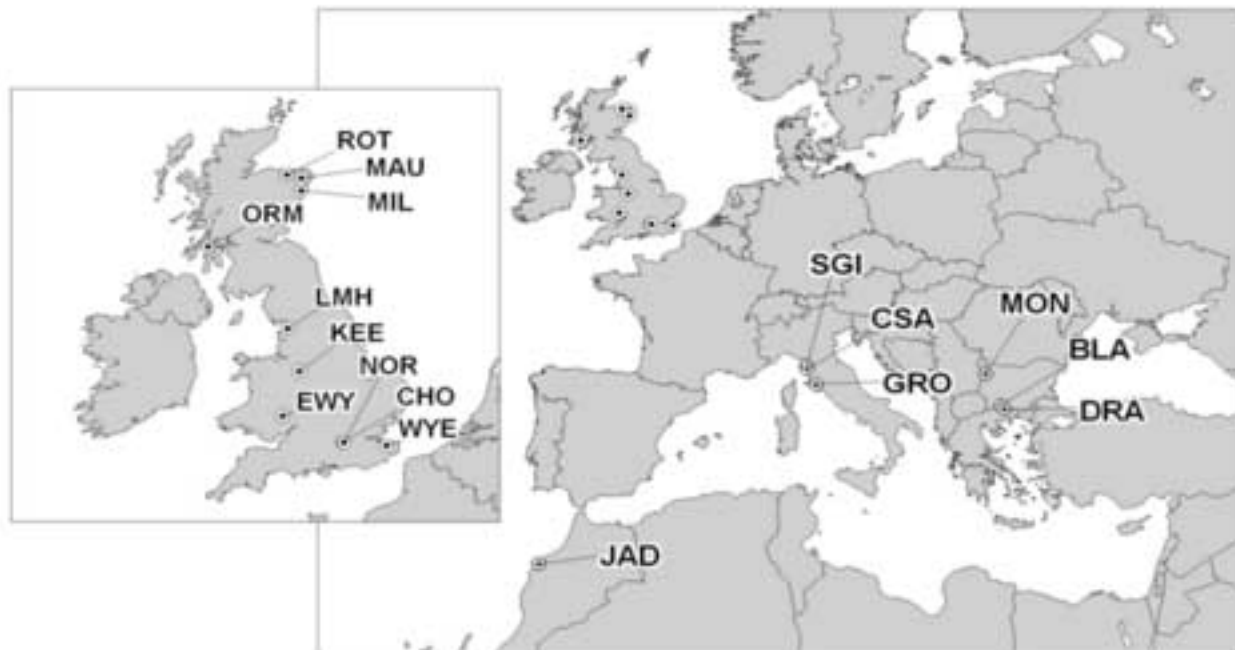 ROT
MAU
MIL
ORM
LMH
KEE
NOR
CHO
EWY
WYE
SGI
CSA
MON
BLA
GRO
DRA
JAD